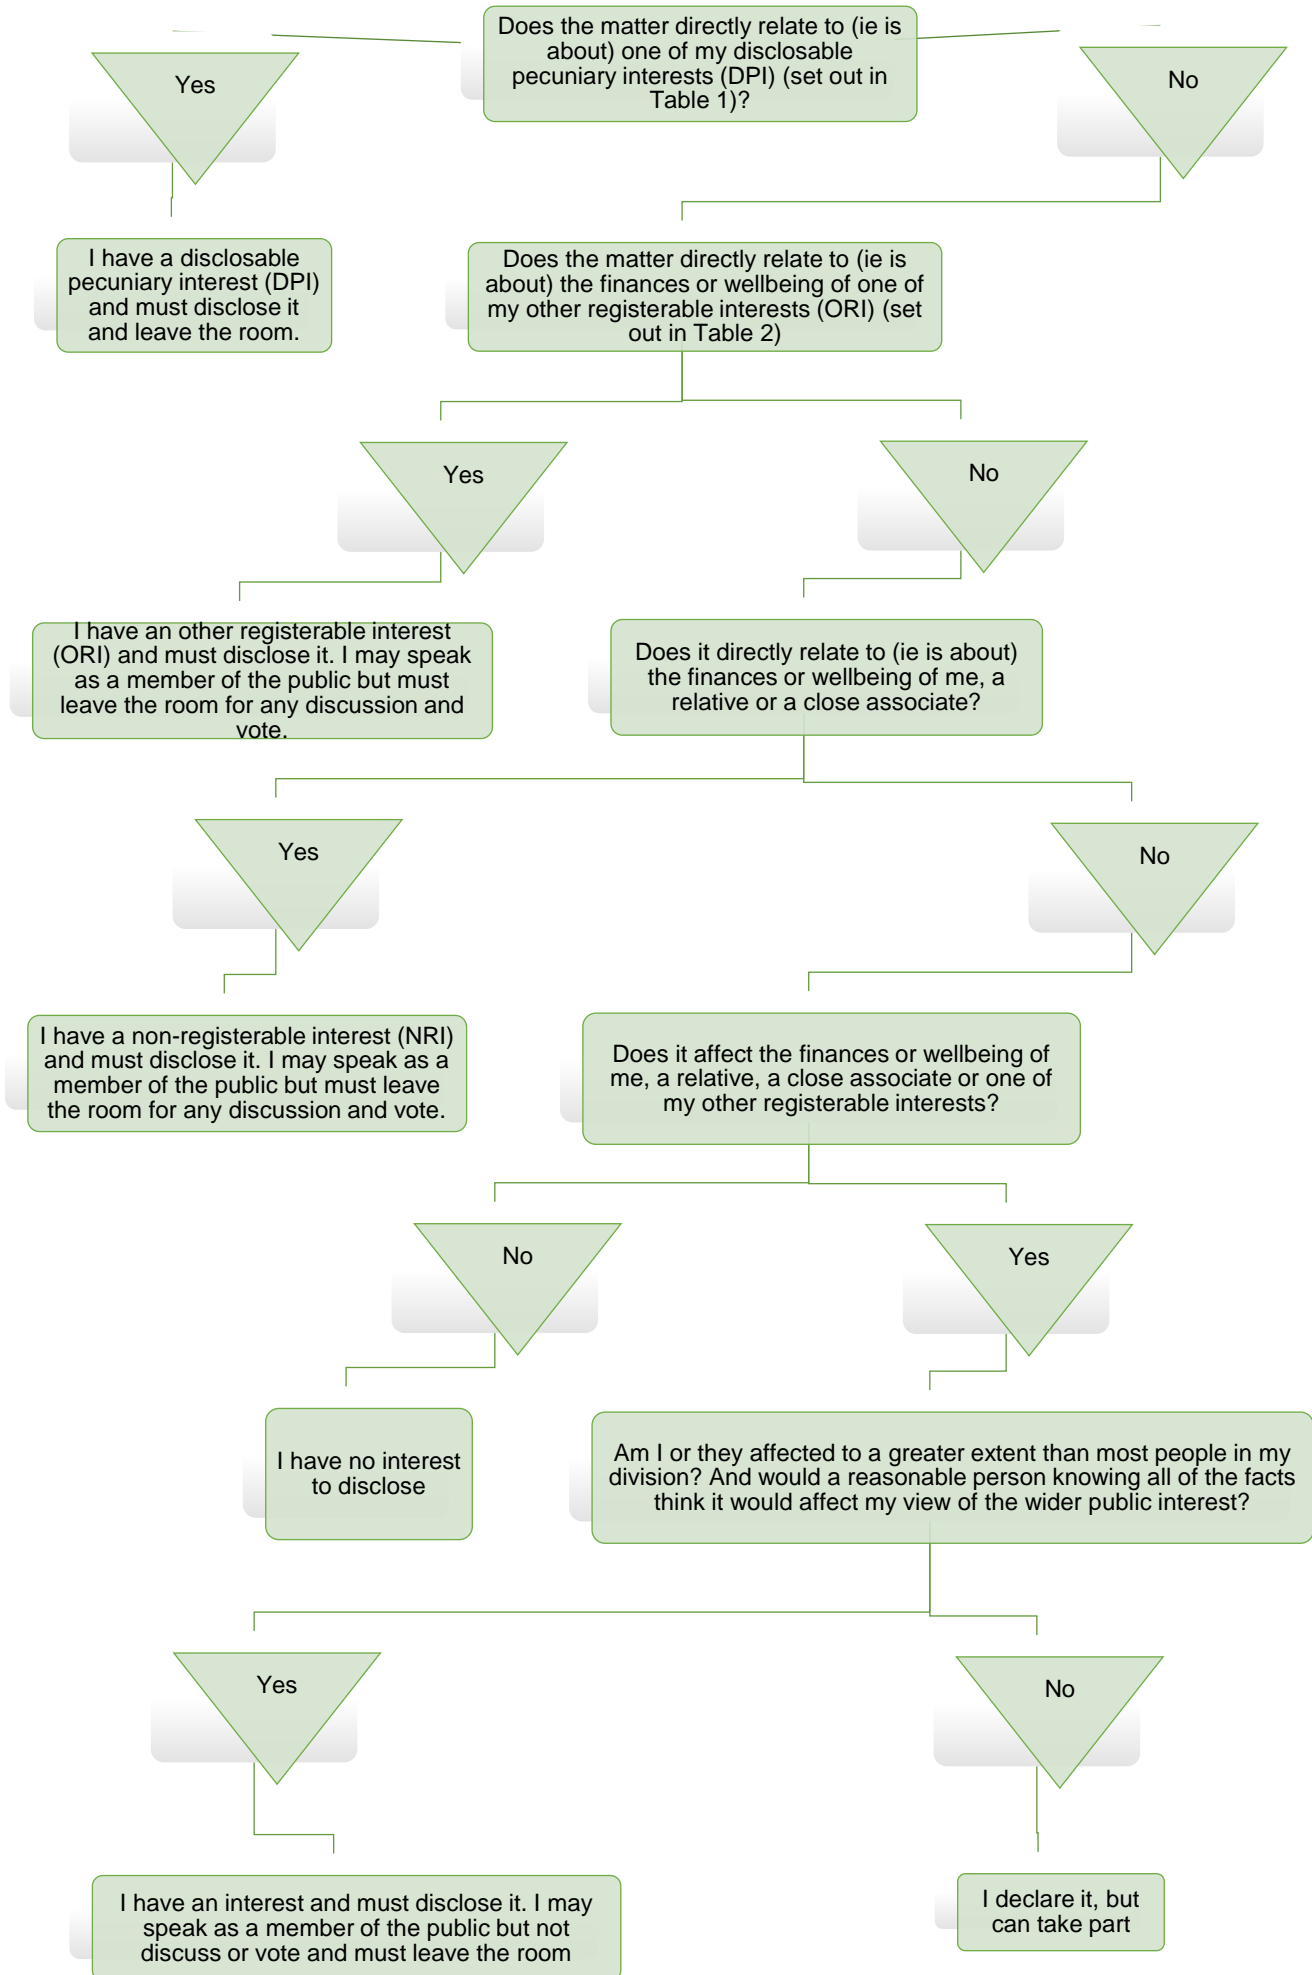 Does the matter directly relate to (ie is
about) one of my disclosable
pecuniary interests (DPI) (set out in
Table 1)?
Yes
No
I have a disclosable
pecuniary interest (DPI)
and must disclose it
and leave the room.
Does the matter directly relate to (ie is
about) the finances or wellbeing of one of
my other registerable interests (ORI) (set
out in Table 2)
Yes
No
I have an other registerable interest
(ORI) and must disclose it. I may speak
as a member of the public but must
leave the room for any discussion and
vote.
Does it directly relate to (ie is about)
the finances or wellbeing of me, a
relative or a close associate?
Yes
No
I have a non-registerable interest (NRI)
and must disclose it. I may speak as a
member of the public but must leave
the room for any discussion and vote.
Does it affect the finances or wellbeing of
me, a relative, a close associate or one of
my other registerable interests?
No
Yes
I have no interest
to disclose
Am I or they affected to a greater extent than most people in my
division? And would a reasonable person knowing all of the facts
think it would affect my view of the wider public interest?
Yes
No
I have an interest and must disclose it. I may
speak as a member of the public but not
discuss or vote and must leave the room
I declare it, but
can take part